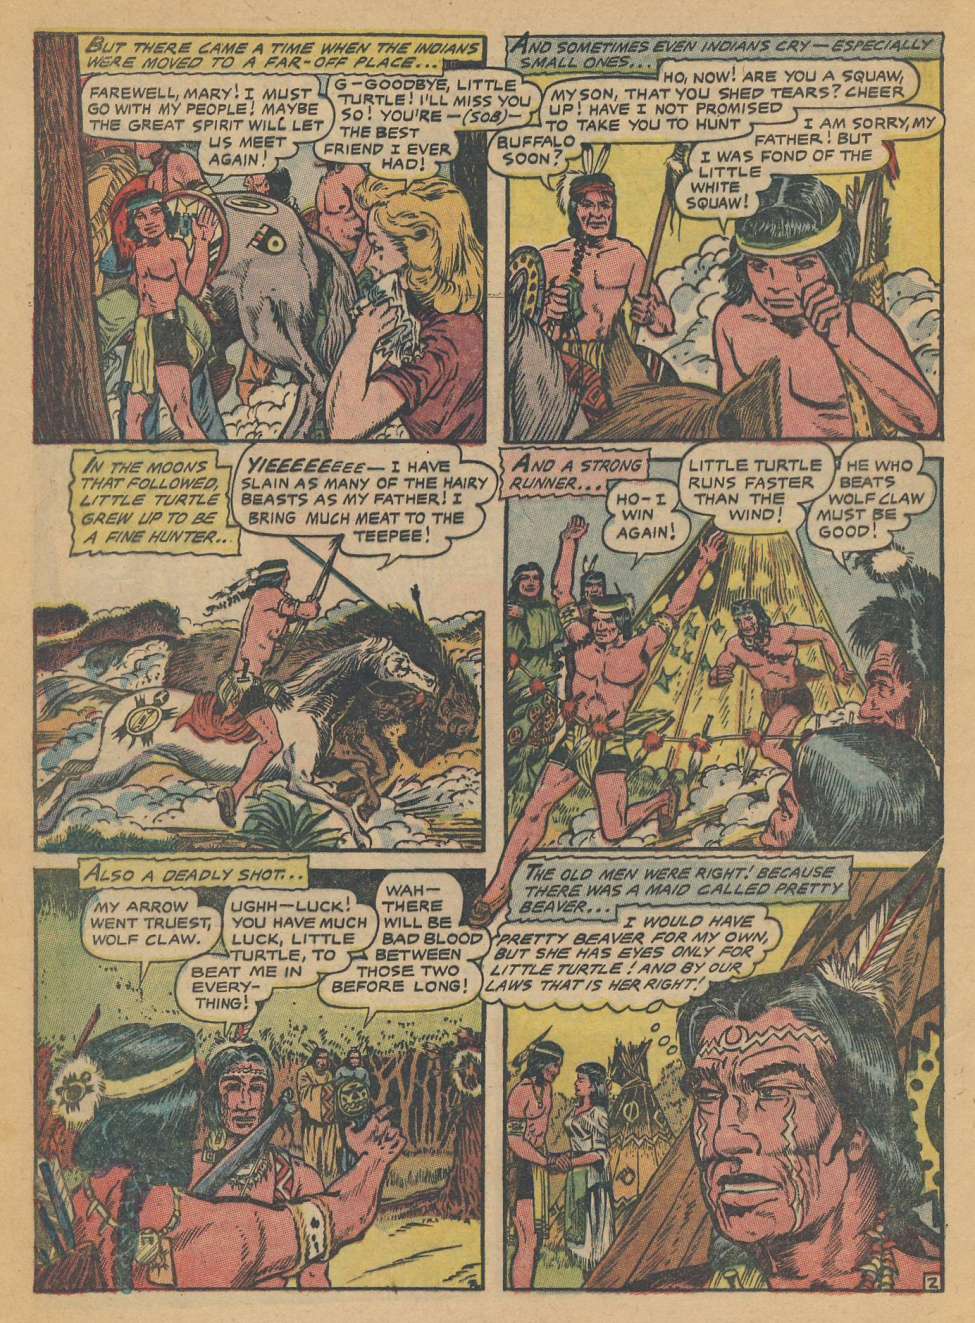 BUT THERE CAME A TIME WHEN THE INDIANS
WERE MOVED TO A FAR-OFF PLACE...
FAREWELL, MARY! I MUST
GO WITH MY PEOPLE! MAYBE
THE GREAT SPIRIT WILL LET
US MEET
AGAIN!
G-GOODBYE, LITTLE
TURTLE! I'LL MISS YOU
SO! YOU'RE-(SOB)-
THE BEST
FRIEND I EVER
HAD!
AND SOMETIMES EVEN INDIANS CRY-ESPECIALLY
SMALL ONES...
HO, NOW! ARE YOU A SQUAW,
MY SON, THAT YOU SHED TEARS? CHEER
UP! HAVE I NOT PROMISED
TO TAKE YOU TO HUNT
BUFFALO
SOON?
I AM SORRY, MY
FATHER! BUT
I WAS FOND OF THE
LITTLE
WHITE
SQUAW!
IN THE MOONS
THAT FOLLOWED,
LITTLE TURTLE
GREW UP TO BE
A FINE HUNTER..
YIEEEEEEEE-I HAVE
SLAIN AS MANY OF THE HAIRY
BEASTS AS MY FATHER! I
BRING MUCH MEAT TO THE
TEEPEE!
AND A STRONG
RUNNER...
HO-I
WIN
AGAIN!
LITTLE TURTLE
RUNS FASTER
THAN THE
WIND!
HE WHO
BEATS
WOLF CLAW
MUST BE
GOOD!
ALSO A DEADLY SHOT...
MY ARROW
WENT TRUEST,
WOLF CLAW.
UGHH-LUCK!
YOU HAVE MUCH
LUCK, LITTLE
TURTLE, TO
BEAT ME IN
EVERY-
THING!
WAH-
THERE
WILL BE
BAD BLOOD
BETWEEN
THOSE TWO
BEFORE LONG!
THE OLD MEN WERE RIGHT! BECAUSE
THERE WAS A MAID CALLED PRETTY
BEAVER...
I WOULD HAVE
PRETTY BEAVER FOR MY OWN,
BUT SHE HAS EYES ONLY FOR
LITTLE TURTLE! AND BY OUR
LAWS THAT IS HER RIGHT!
2